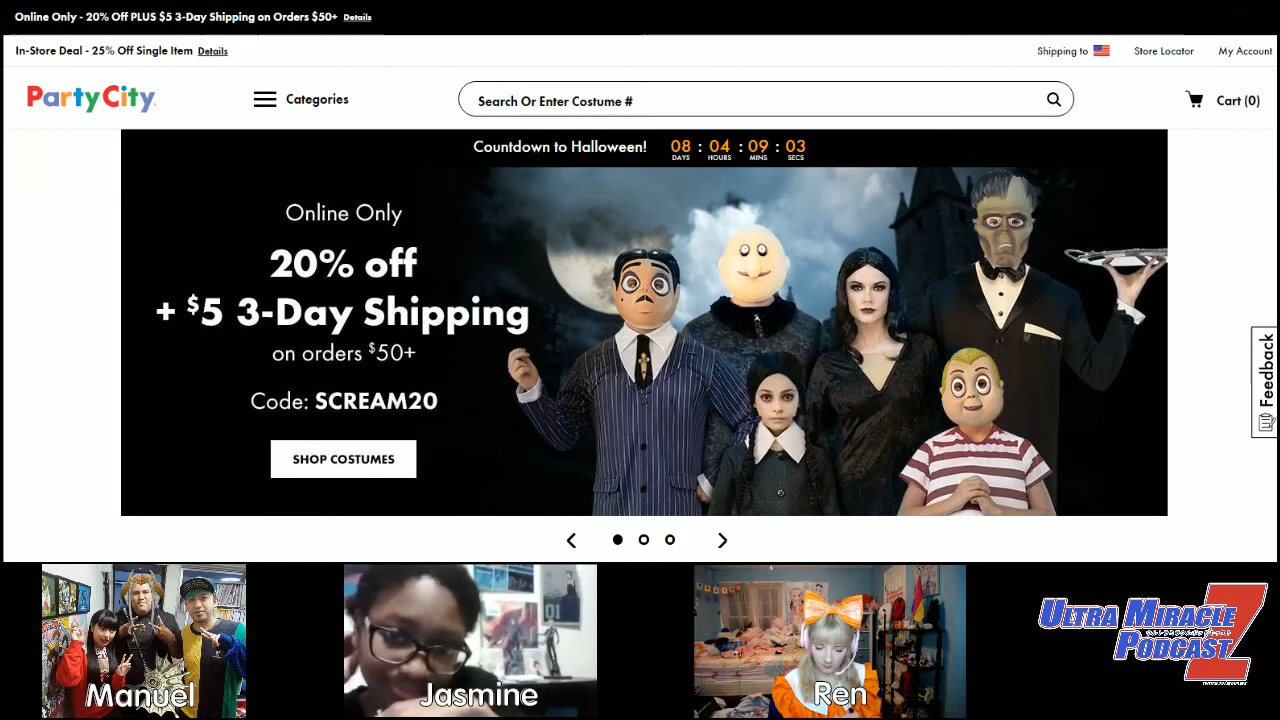 Online Only - 20% Off PLUS $5 3-Day Shipping on Orders $50+ Details
In-Store Deal - 25% Off Single Item Details
Shipping to
Store Locator
My Account
Party City
Categories
Search Or Enter Costume #
Cart (0)
Countdown to Halloween!
08 : 04 : 09 : 03
DAYS HOURS MINS SECS
Online Only
20% off
+ $5 3-Day Shipping
on orders $50+
Code: SCREAM20
SHOP COSTUMES
Feedback
Manuel
Jasmine
Ren
01
ULTRA MIRACLE
PODCAST
Z